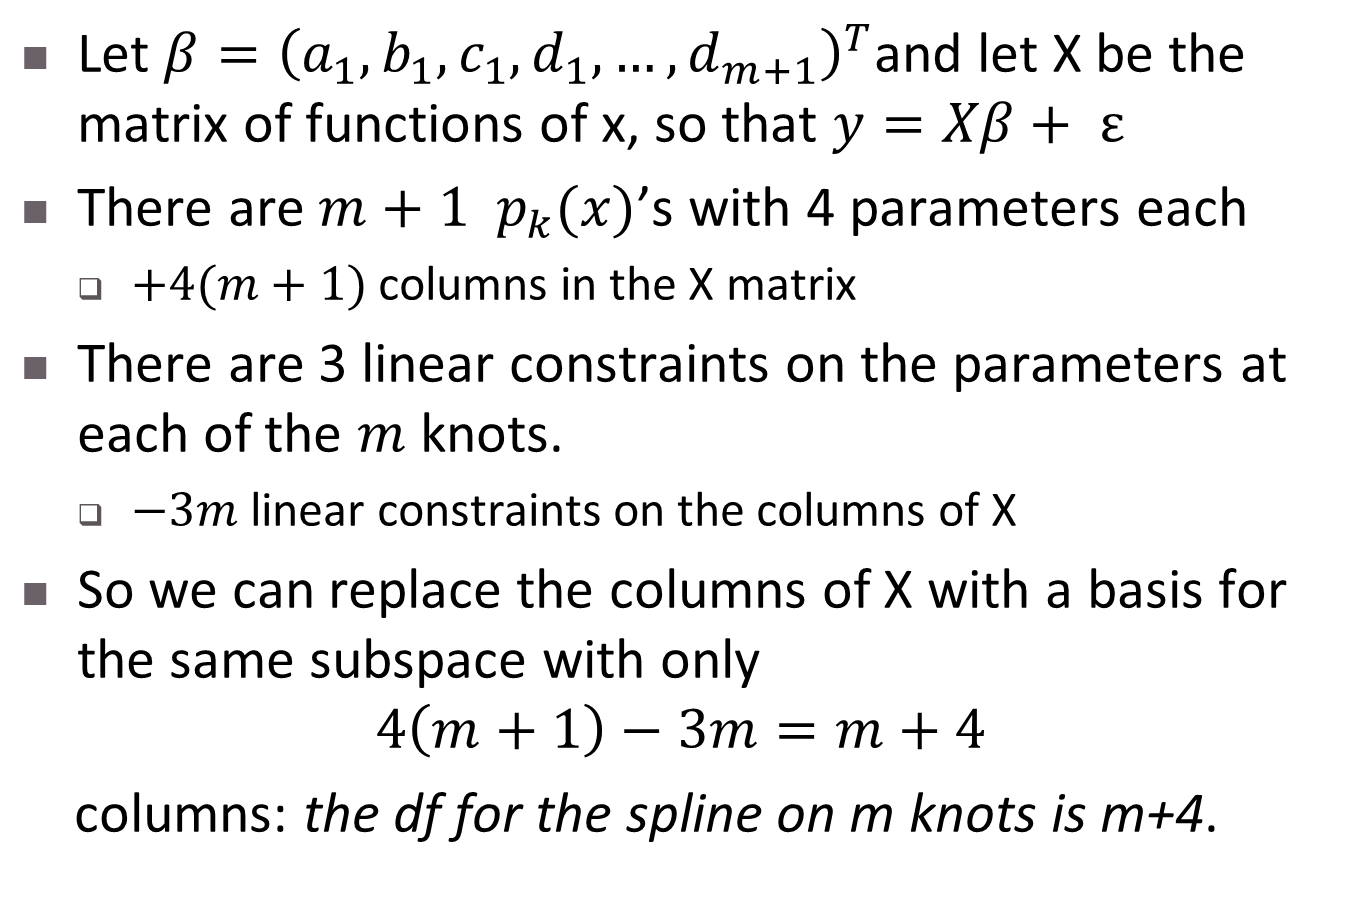 ■ Let 𝛽 = (𝑎₁, 𝑏₁, 𝑐₁, 𝑑₁, … , 𝑑ₘ₊₁)ᵀ and let X be the
matrix of functions of x, so that 𝑦 = 𝑋𝛽 + ε
■ There are 𝑚 + 1 𝑝ₖ(𝑥)’s with 4 parameters each
❑ +4(𝑚 + 1) columns in the X matrix
■ There are 3 linear constraints on the parameters at
each of the 𝑚 knots.
❑ −3𝑚 linear constraints on the columns of X
■ So we can replace the columns of X with a basis for
the same subspace with only
4(𝑚 + 1) − 3𝑚 = 𝑚 + 4
columns: the df for the spline on m knots is m+4.